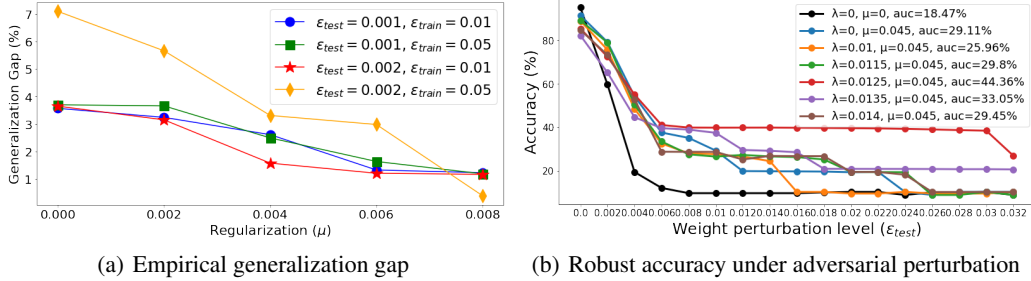 7
6
5
4
3
2
1
Generalization Gap (%)
ε_test = 0.001, ε_train = 0.01
ε_test = 0.001, ε_train = 0.05
ε_test = 0.002, ε_train = 0.01
ε_test = 0.002, ε_train = 0.05
0.000 0.002 0.004 0.006 0.008
Regularization (μ)
(a) Empirical generalization gap
80
60
40
20
Accuracy (%)
λ=0, μ=0, auc=18.47%
λ=0, μ=0.045, auc=29.11%
λ=0.01, μ=0.045, auc=25.96%
λ=0.0115, μ=0.045, auc=29.8%
λ=0.0125, μ=0.045, auc=44.36%
λ=0.0135, μ=0.045, auc=33.05%
λ=0.014, μ=0.045, auc=29.45%
0.0 0.002 0.004 0.006 0.008 0.01 0.012 0.014 0.016 0.018 0.02 0.022 0.024 0.026 0.028 0.03 0.032
Weight perturbation level (ε_test)
(b) Robust accuracy under adversarial perturbation